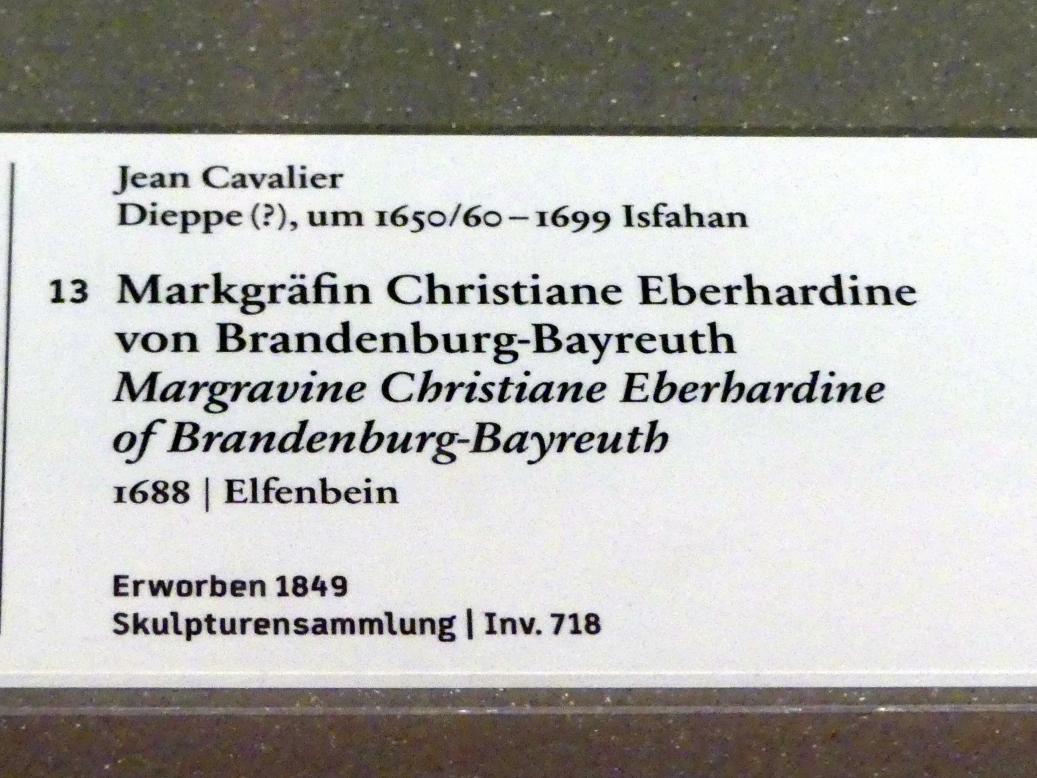 Jean Cavalier
Dieppe (?), um 1650/60 – 1699 Isfahan
13 Markgräfin Christiane Eberhardine
von Brandenburg-Bayreuth
Margravine Christiane Eberhardine
of Brandenburg-Bayreuth
1688 | Elfenbein
Erworben 1849
Skulpturensammlung | Inv. 718